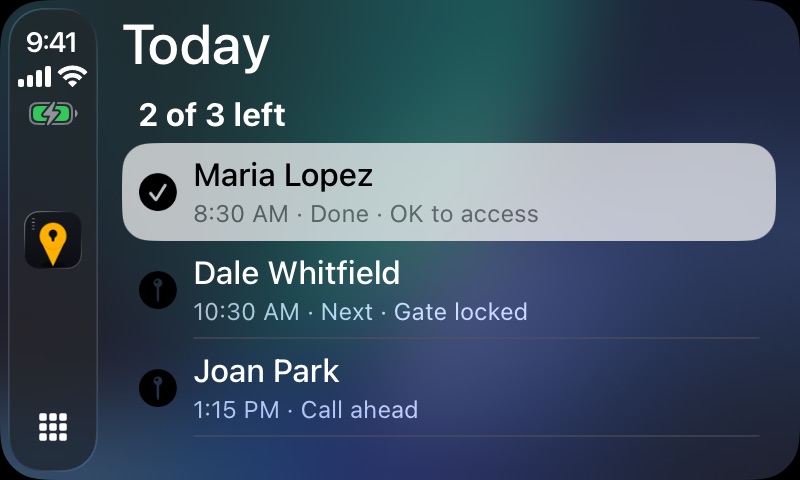 9:41
Today
2 of 3 left
Maria Lopez
8:30 AM · Done · OK to access
Dale Whitfield
10:30 AM · Next · Gate locked
Joan Park
1:15 PM · Call ahead